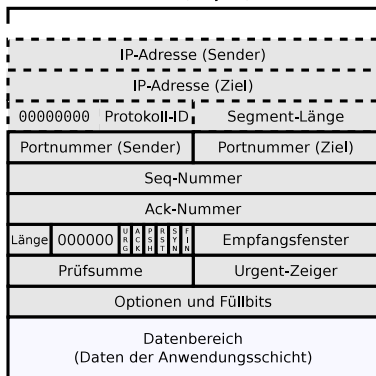 IP-Adresse (Sender)
IP-Adresse (Ziel)
00000000 Protokoll-ID Segment-Länge
Portnummer (Sender) Portnummer (Ziel)
Seq-Nummer
Ack-Nummer
Länge 000000 URG ACK PSH RST SYN FIN Empfangsfenster
Prüfsumme Urgent-Zeiger
Optionen und Füllbits
Datenbereich
(Daten der Anwendungsschicht)